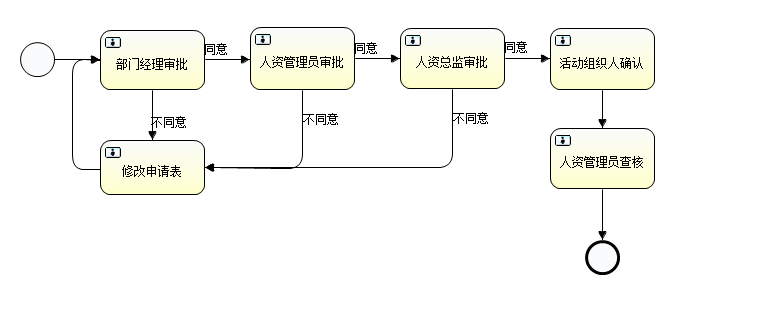 部门经理审批
同意
人资管理员审批
同意
人资总监审批
同意
活动组织人确认
不同意
不同意
不同意
修改申请表
人资管理员查核